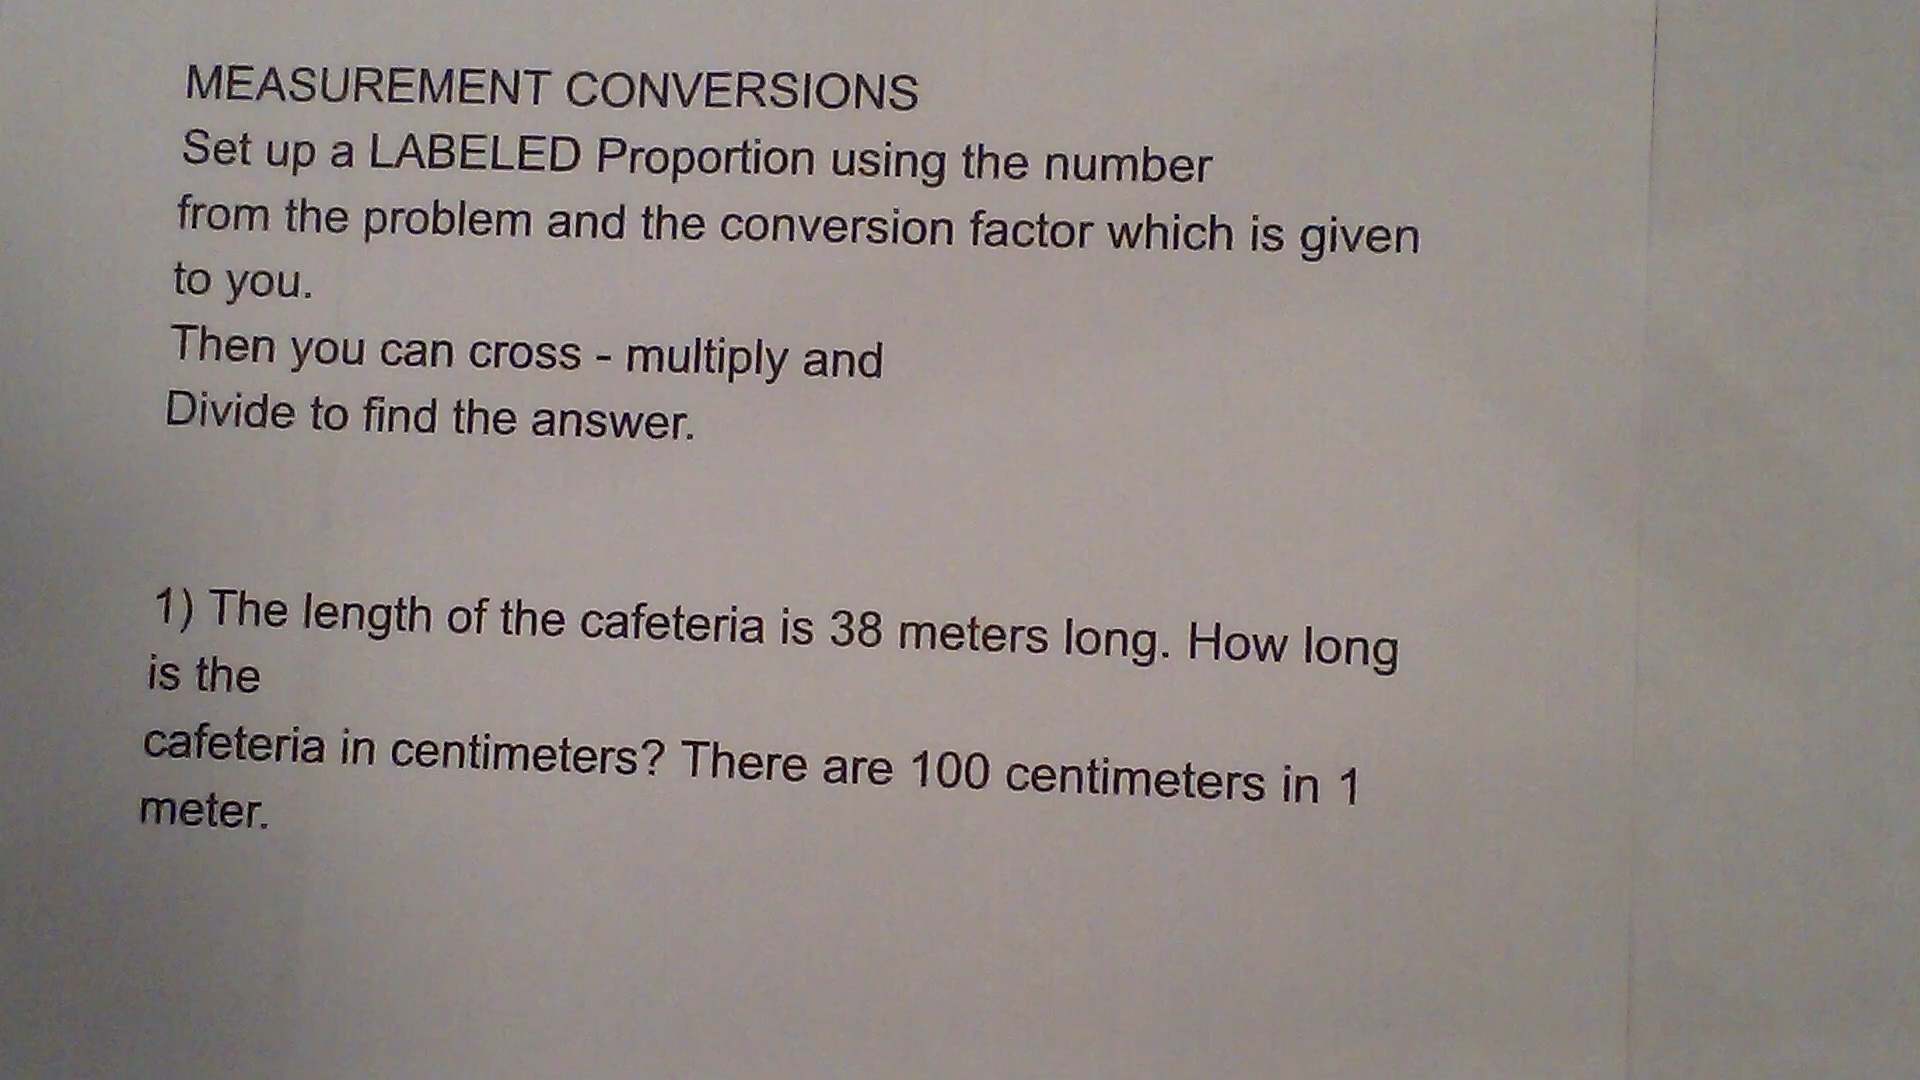 MEASUREMENT CONVERSIONS
Set up a LABELED Proportion using the number
from the problem and the conversion factor which is given
to you.
Then you can cross - multiply and
Divide to find the answer.
1) The length of the cafeteria is 38 meters long. How long
is the
cafeteria in centimeters? There are 100 centimeters in 1
meter.